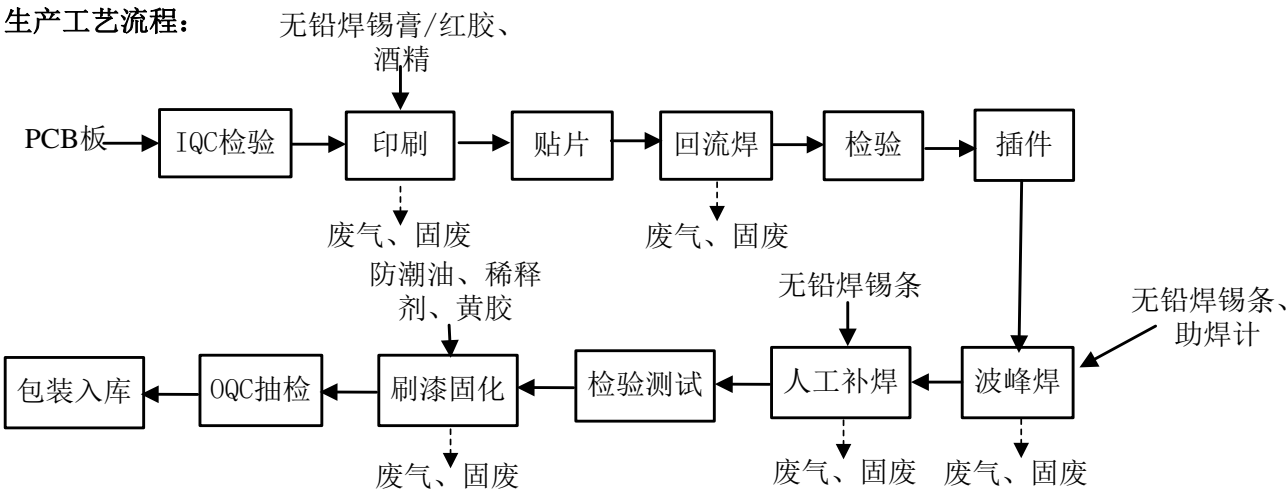 生产工艺流程：
无铅焊锡膏/红胶、
酒精
PCB板
IQC检验
印刷
贴片
回流焊
检验
插件
废气、固废
废气、固废
防潮油、稀释
剂、黄胶
无铅焊锡条
无铅焊锡条、
助焊计
包装入库
OQC抽检
刷漆固化
检验测试
人工补焊
波峰焊
废气、固废
废气、固废
废气、固废